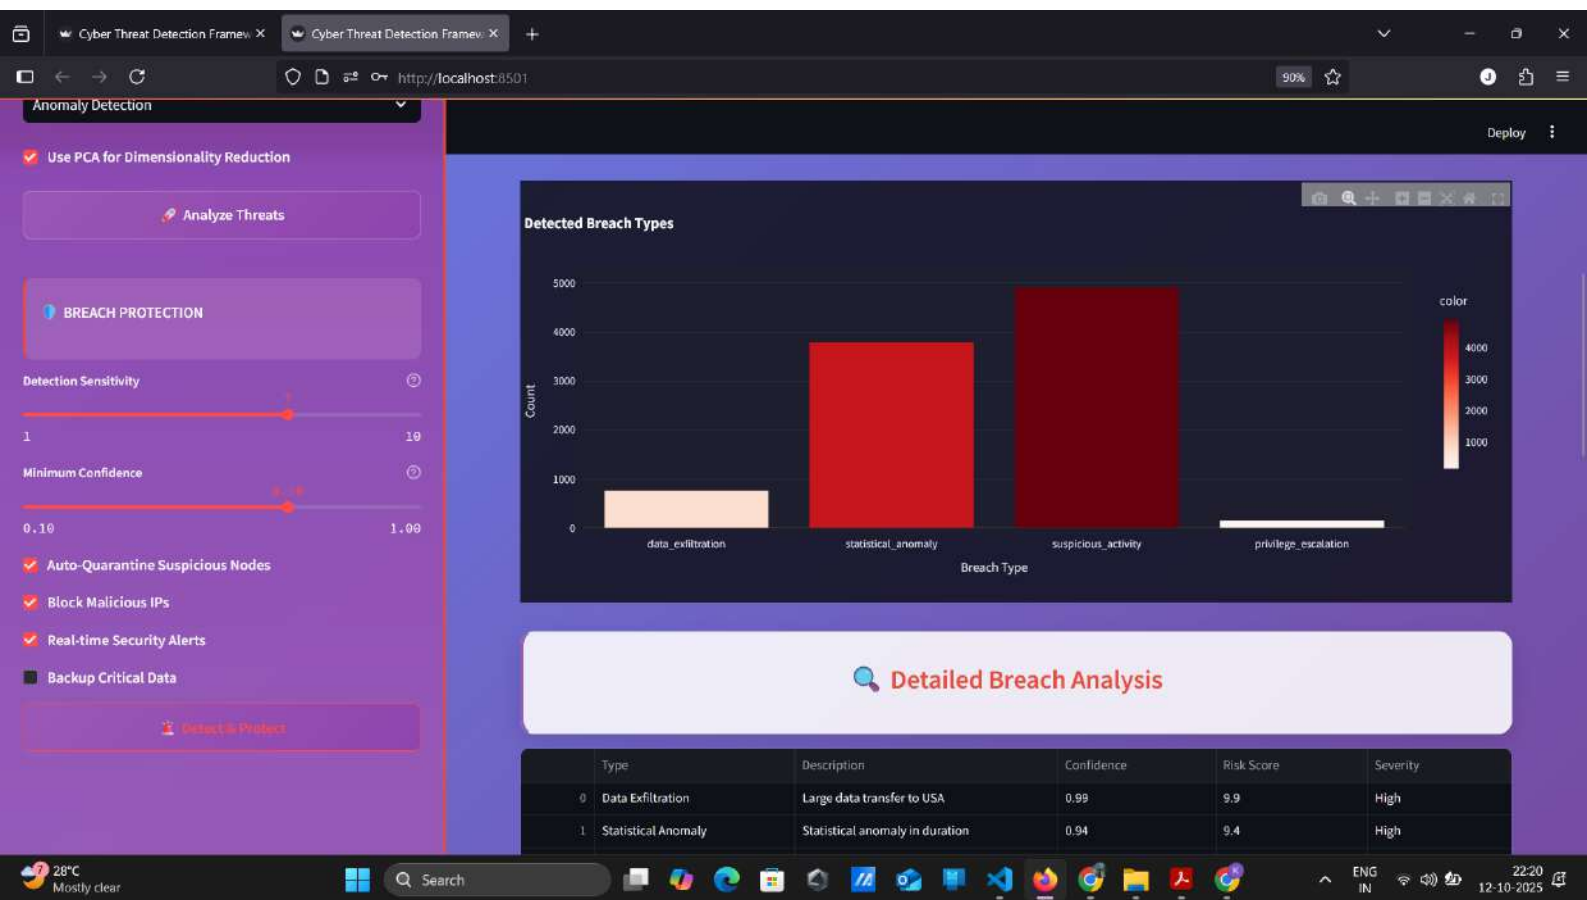 Cyber Threat Detection Framew
Cyber Threat Detection Framew
http://localhost:8501
90%
J
Anomaly Detection
Use PCA for Dimensionality Reduction
Analyze Threats
BREACH PROTECTION
Detection Sensitivity
7
1
10
Minimum Confidence
0.10
1.00
Auto-Quarantine Suspicious Nodes
Block Malicious IPs
Real-time Security Alerts
Backup Critical Data
Detect & Protect
Deploy
Detected Breach Types
5000
4000
3000
2000
1000
0
Count
data_exfiltration
statistical_anomaly
suspicious_activity
privilege_escalation
Breach Type
color
4000
3000
2000
1000
Detailed Breach Analysis
Type Description Confidence Risk Score Severity
0 Data Exfiltration Large data transfer to USA 0.99 9.9 High
1 Statistical Anomaly Statistical anomaly in duration 0.94 9.4 High
7
28°C
Mostly clear
Search
ENG
IN
22:20
12-10-2025